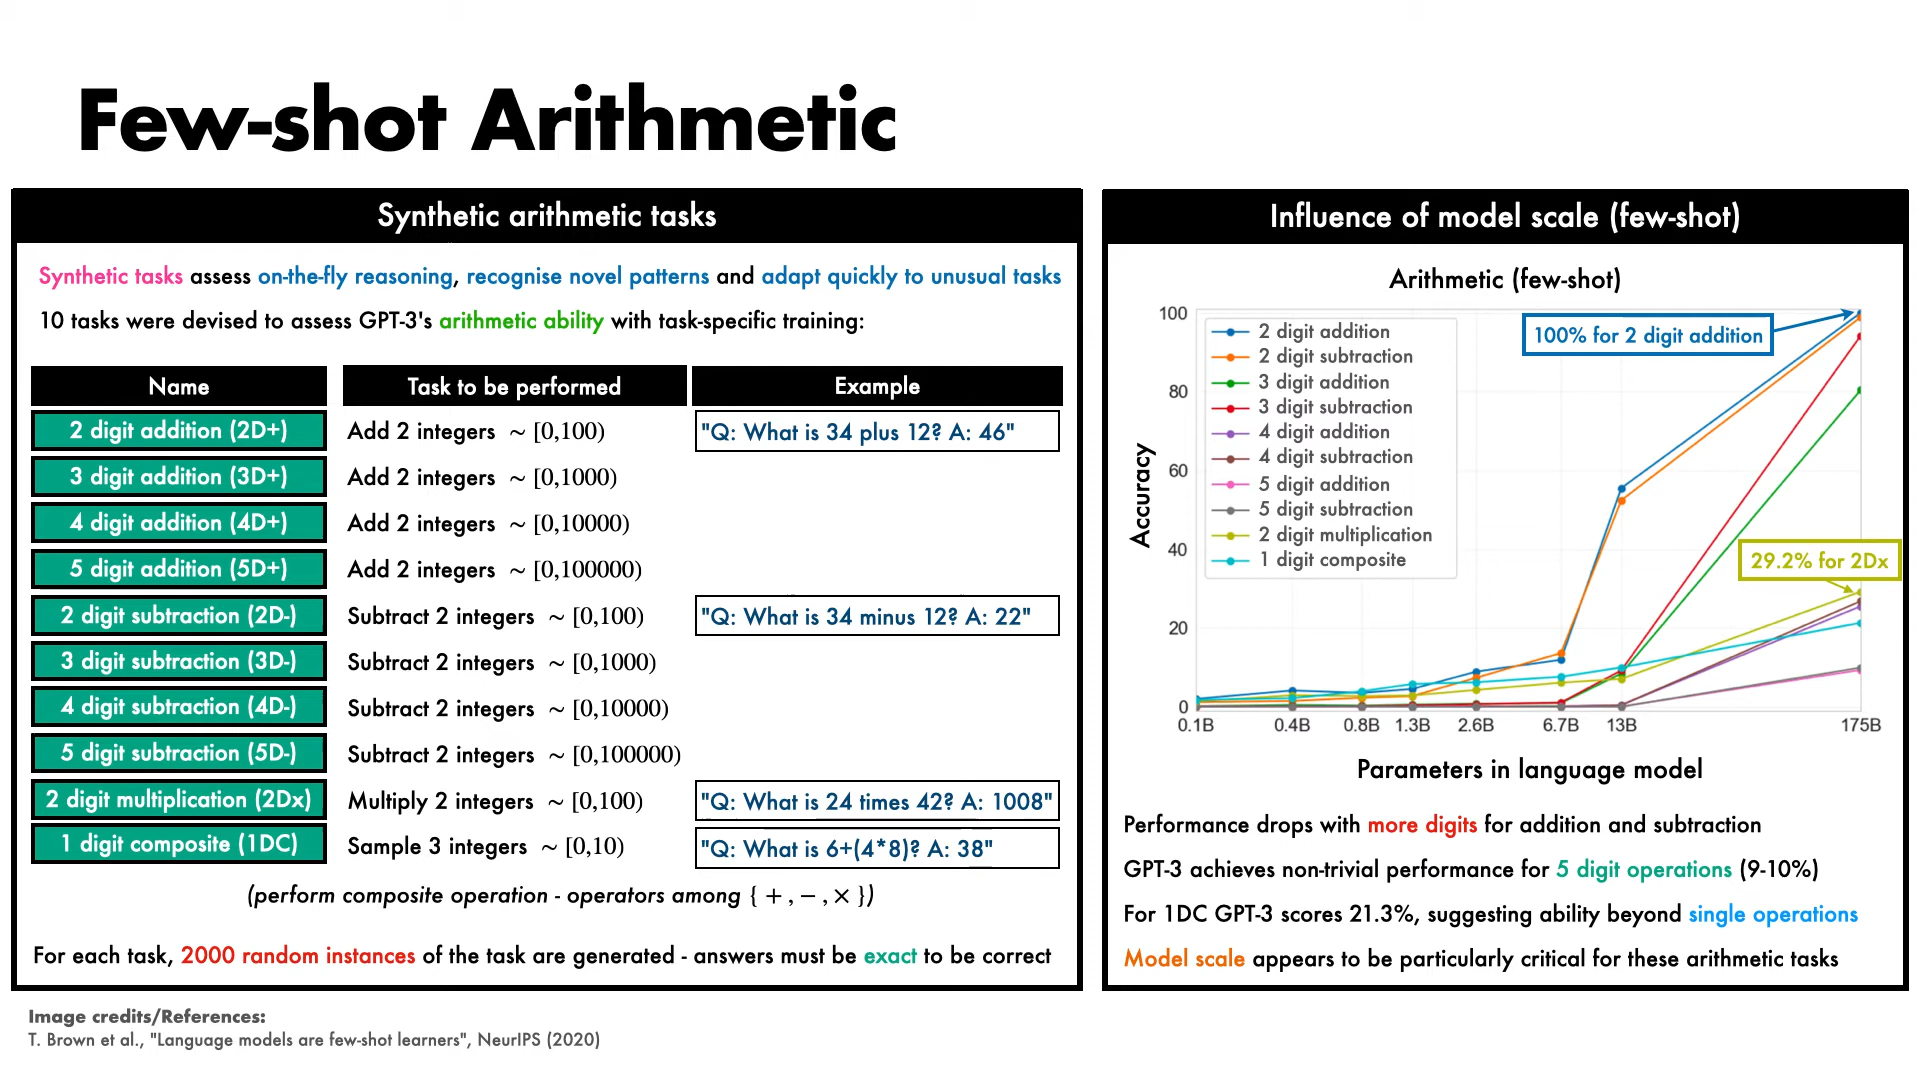 Few-shot Arithmetic
Synthetic arithmetic tasks
Synthetic tasks assess on-the-fly reasoning, recognise novel patterns and adapt quickly to unusual tasks
10 tasks were devised to assess GPT-3's arithmetic ability with task-specific training:
Name Task to be performed Example
2 digit addition (2D+) Add 2 integers ~ [0,100) "Q: What is 34 plus 12? A: 46"
3 digit addition (3D+) Add 2 integers ~ [0,1000)
4 digit addition (4D+) Add 2 integers ~ [0,10000)
5 digit addition (5D+) Add 2 integers ~ [0,100000)
2 digit subtraction (2D-) Subtract 2 integers ~ [0,100) "Q: What is 34 minus 12? A: 22"
3 digit subtraction (3D-) Subtract 2 integers ~ [0,1000)
4 digit subtraction (4D-) Subtract 2 integers ~ [0,10000)
5 digit subtraction (5D-) Subtract 2 integers ~ [0,100000)
2 digit multiplication (2Dx) Multiply 2 integers ~ [0,100) "Q: What is 24 times 42? A: 1008"
1 digit composite (1DC) Sample 3 integers ~ [0,10) "Q: What is 6+(4*8)? A: 38"
(perform composite operation - operators among { + , − , × })
For each task, 2000 random instances of the task are generated - answers must be exact to be correct
Influence of model scale (few-shot)
Arithmetic (few-shot)
100
80
60
40
20
0
Accuracy
2 digit addition
2 digit subtraction
3 digit addition
3 digit subtraction
4 digit addition
4 digit subtraction
5 digit addition
5 digit subtraction
2 digit multiplication
1 digit composite
100% for 2 digit addition
29.2% for 2Dx
0.1B 0.4B 0.8B 1.3B 2.6B 6.7B 13B 175B
Parameters in language model
Performance drops with more digits for addition and subtraction
GPT-3 achieves non-trivial performance for 5 digit operations (9-10%)
For 1DC GPT-3 scores 21.3%, suggesting ability beyond single operations
Model scale appears to be particularly critical for these arithmetic tasks
Image credits/References:
T. Brown et al., "Language models are few-shot learners", NeurIPS (2020)